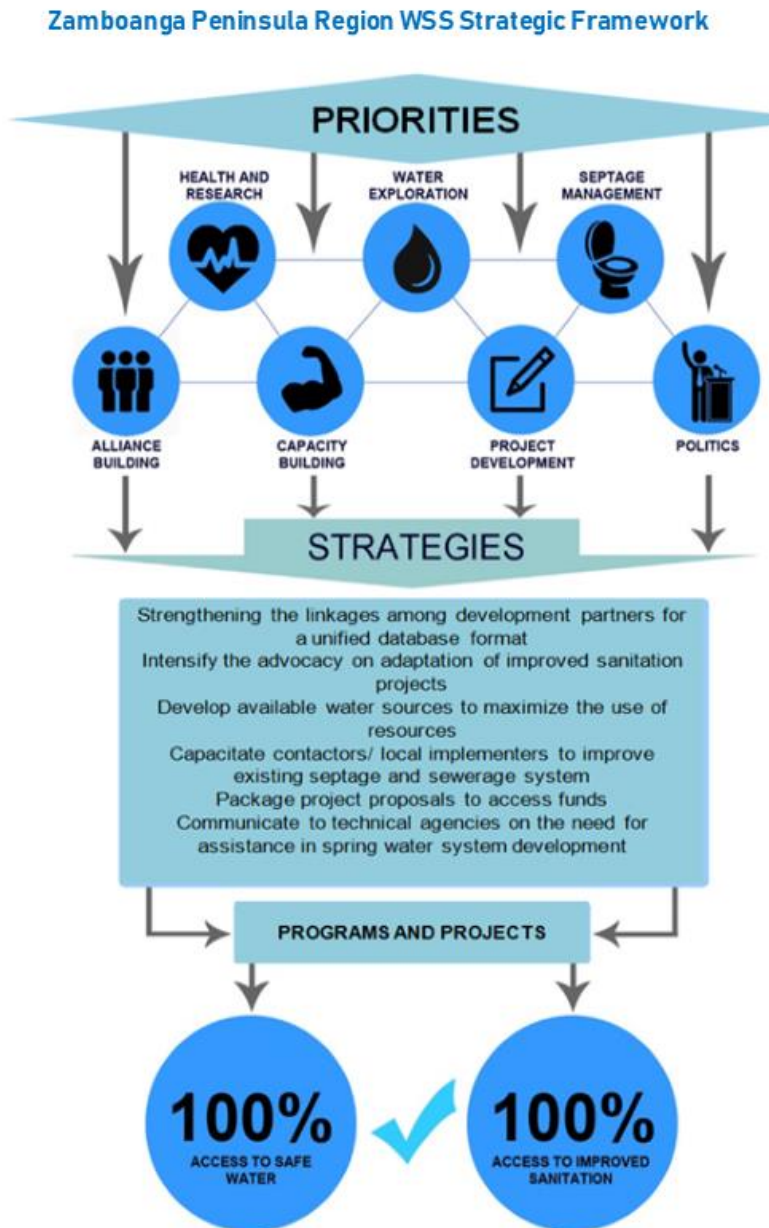 Zamboanga Peninsula Region WSS Strategic Framework
PRIORITIES
HEALTH AND
RESEARCH
WATER
EXPLORATION
SEPTAGE
MANAGEMENT
ALLIANCE
BUILDING
CAPACITY
BUILDING
PROJECT
DEVELOPMENT
POLITICS
STRATEGIES
Strengthening the linkages among development partners for
a unified database format
Intensify the advocacy on adaptation of improved sanitation
projects
Develop available water sources to maximize the use of
resources
Capacitate contactors/ local implementers to improve
existing septage and sewerage system
Package project proposals to access funds
Communicate to technical agencies on the need for
assistance in spring water system development
PROGRAMS AND PROJECTS
100%
ACCESS TO SAFE
WATER
100%
ACCESS TO IMPROVED
SANITATION